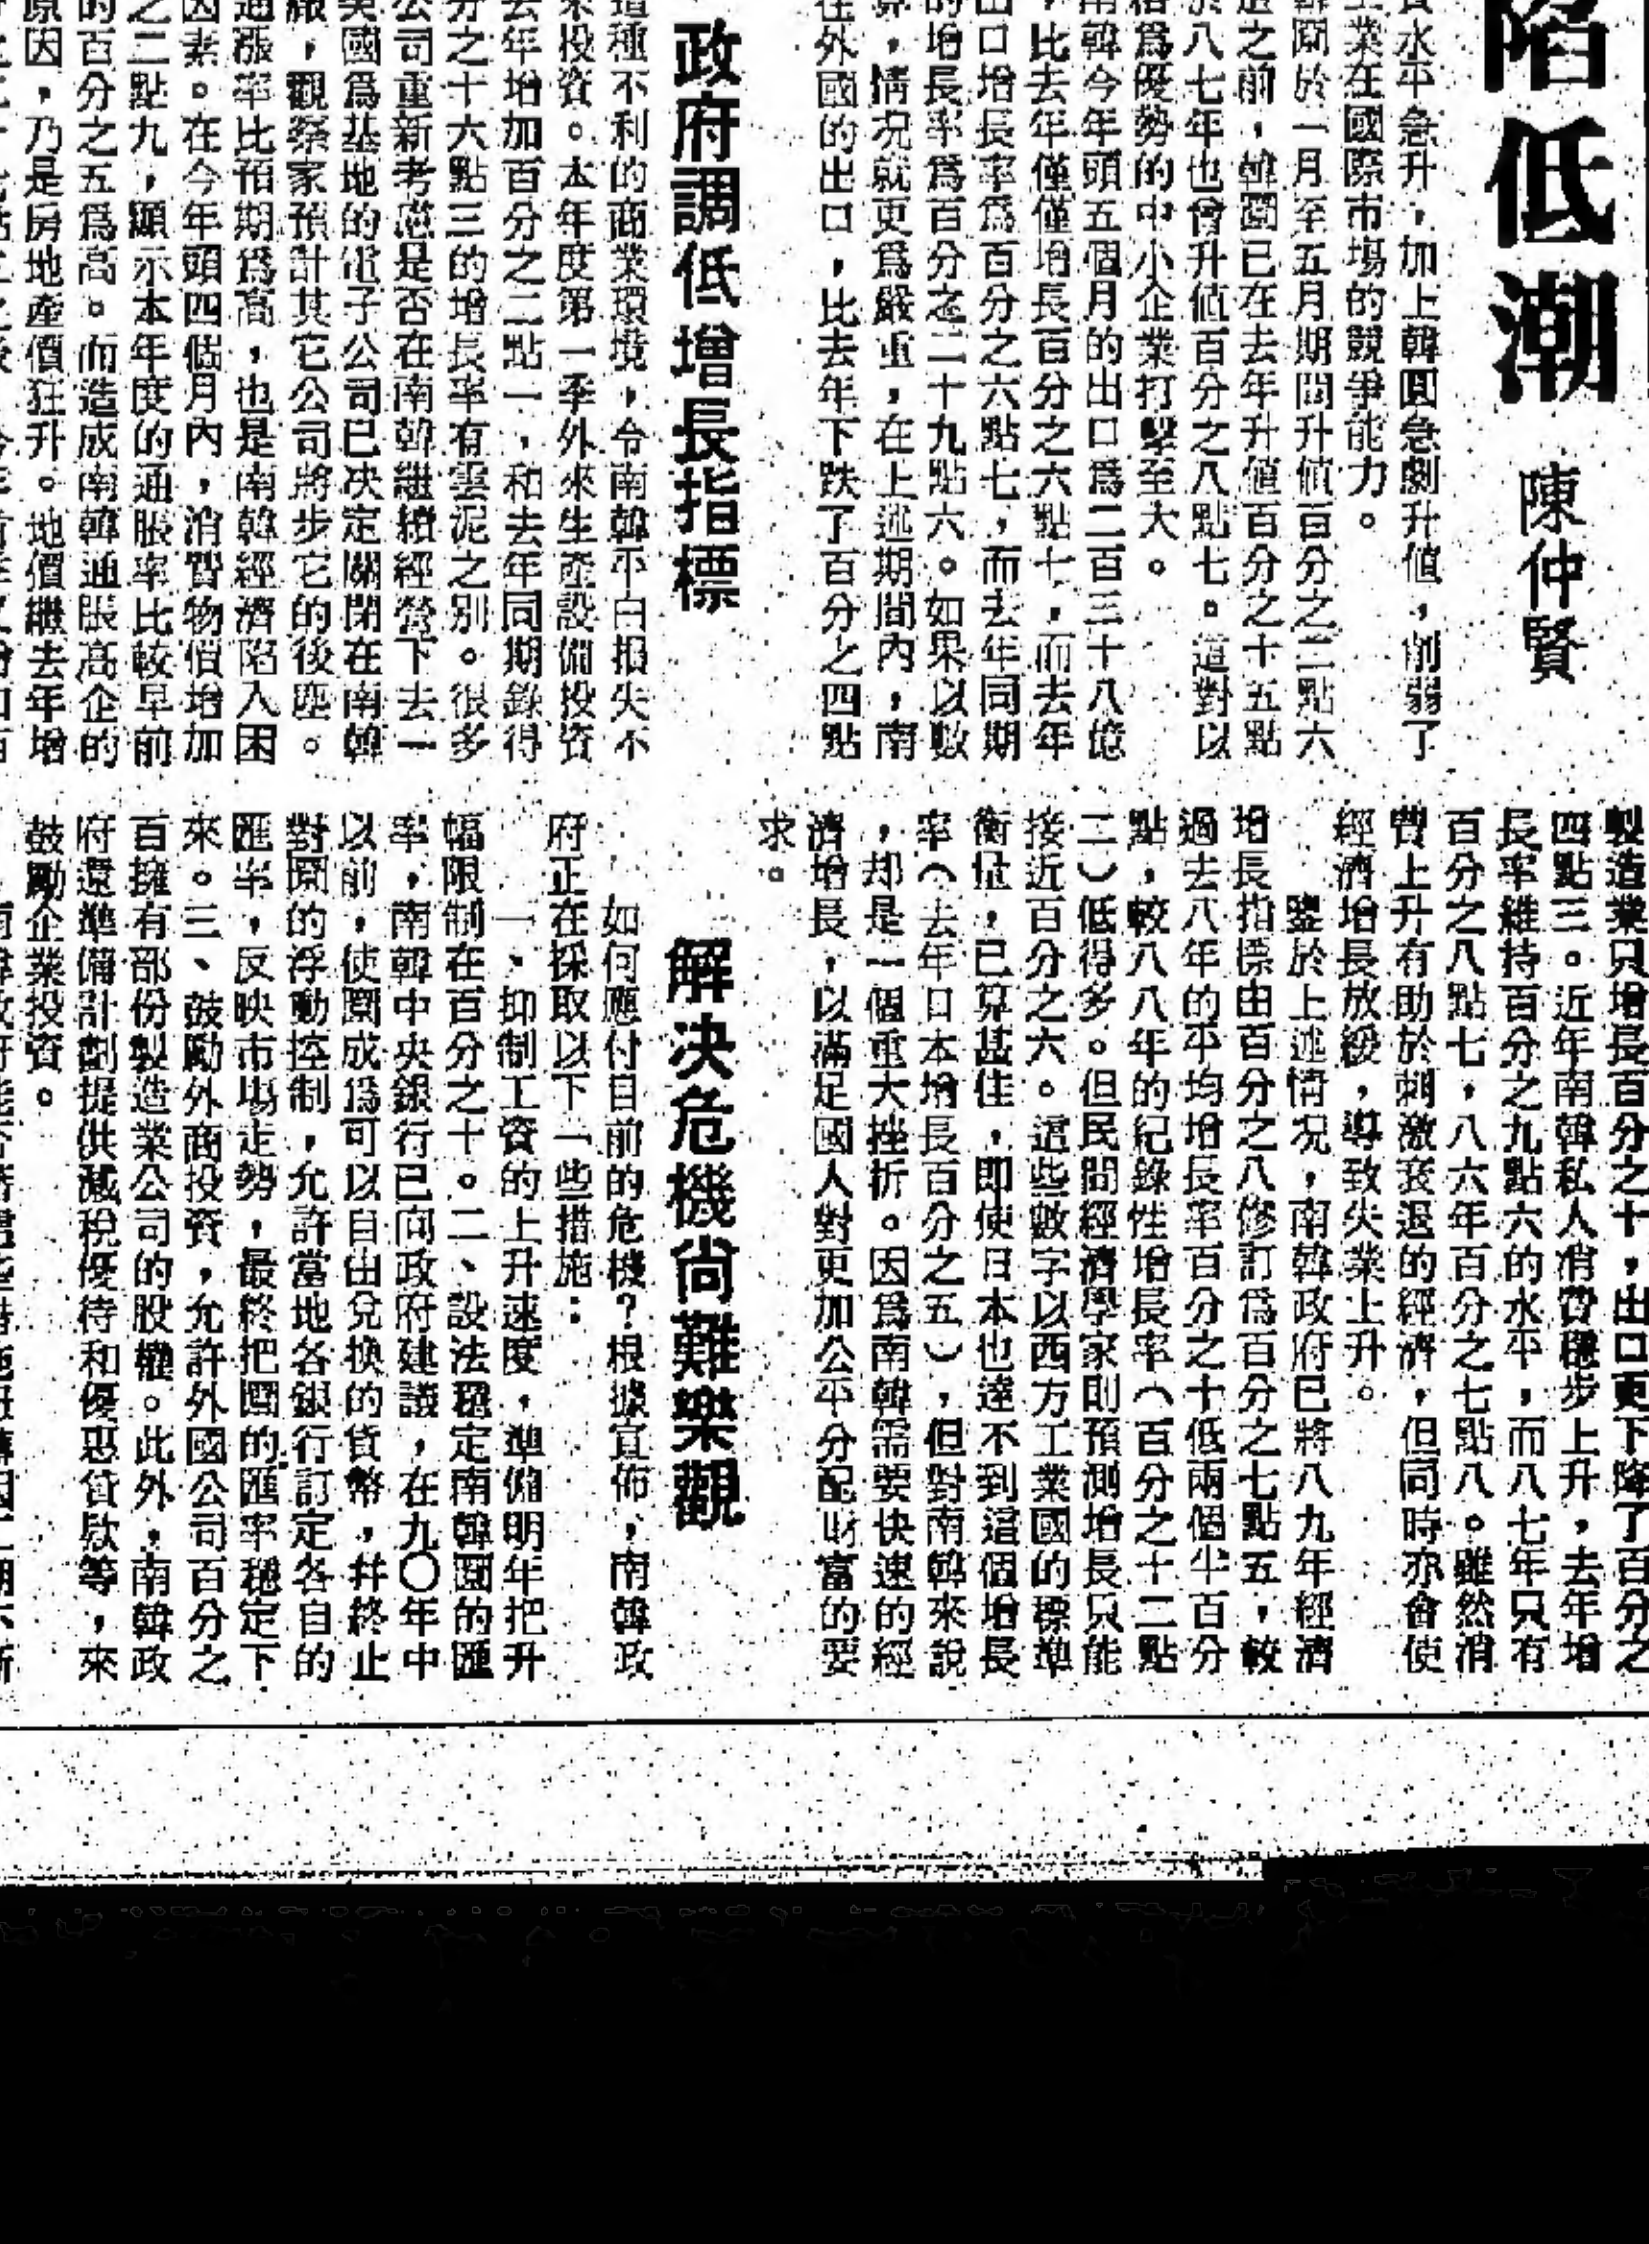 陷低潮
陳仲賢
水平急升，加上韓圓急劇升值，削弱了
業在國際市場的競爭能力。
韓圜於一月至五月期間升值百分之二點六
之前，韓圜已在去年升值百分之十五點
八七年也曾升值百分之八點七。這對以
爲優勢的中小企業打擊至大。
南韓今年頭五個月的出口爲二百三十八億
，比去年僅僅增長百分之六點七，而去年
出口增長率爲百分之六點七，而去年同期
的增長率爲百分之二十九點六。如果以數
算，情況就更爲嚴重，在上述期間內，南
在外國的出口，比去年下跌了百分之四點
政府調低增長指標
這種不利的商業環境，令南韓平白損失不
來投資。本年度第一季外來生產設備投資
去年增加百分之二點一，和去年同期錄得
分之十六點三的增長率有雲泥之別。很多
公司重新考慮是否在南韓繼續經營下去一
美國爲基地的電子公司已決定關閉在南韓
廠，觀察家預計其它公司將步它的後塵。
通漲率比預期爲高，也是南韓經濟陷入困
因素。在今年頭四個月內，消費物價增加
之二點九，顯示本年度的通脹率比較早前
的百分之五爲高。而造成南韓通脹高企的
原因，乃是房地產價狂升。地價繼去年增
製造業只增長百分之十，出口更下降了百分之
四點三。近年南韓私人消費穩步上升，去年增
長率維持百分之九點六的水平，而八七年只有
百分之八點七，八六年百分之七點八。雖然消
費上升有助於刺激衰退的經濟，但同時亦會使
經濟增長放緩，導致失業上升。
鑒於上述情況，南韓政府已將八九年經濟
增長指標由百分之八修訂爲百分之七點五，較
過去八年的平均增長率百分之十低兩個半百分
點，較八八年的紀錄性增長率（百分之十二點
二）低得多。但民間經濟學家則預測增長只能
接近百分之六。這些數字以西方工業國的標準
衡量，已算甚佳，即使日本也達不到這個增長
率（去年日本增長百分之五），但對南韓來說
，却是一個重大挫折。因爲南韓需要快速的經
濟增長，以滿足國人對更加公平分配財富的要
求。
解決危機尚難樂觀
如何應付目前的危機？根據宣佈，南韓政
府正在採取以下一些措施：
一、抑制工資的上升速度，準備明年把升
幅限制在百分之十。二、設法穩定南韓圜的匯
率，南韓中央銀行已向政府建議，在九〇年中
以前，使圜成爲可以自由兌換的貨幣，幷終止
對圜的浮動控制，允許當地各銀行訂定各自的
匯率，反映市場走勢，最終把圜的匯率穩定下
來。三、鼓勵外商投資，允許外國公司百分之
百擁有部份製造業公司的股權。此外，南韓政
府還準備計劃提供減稅優待和優惠貸款等，來
鼓勵企業投資。